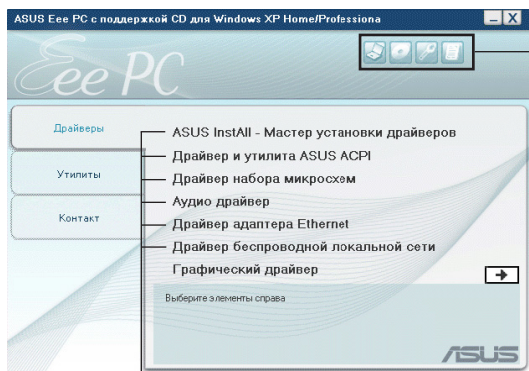 ASUS Eee PC с поддержкой CD для Windows XP Home/Professiona
Eee PC
Драйверы
Утилиты
Контакт
ASUS InstAll - Мастер установки драйверов
Драйвер и утилита ASUS ACPI
Драйвер набора микросхем
Аудио драйвер
Драйвер адаптера Ethernet
Драйвер беспроводной локальной сети
Графический драйвер
Выберите элементы справа
ASUS